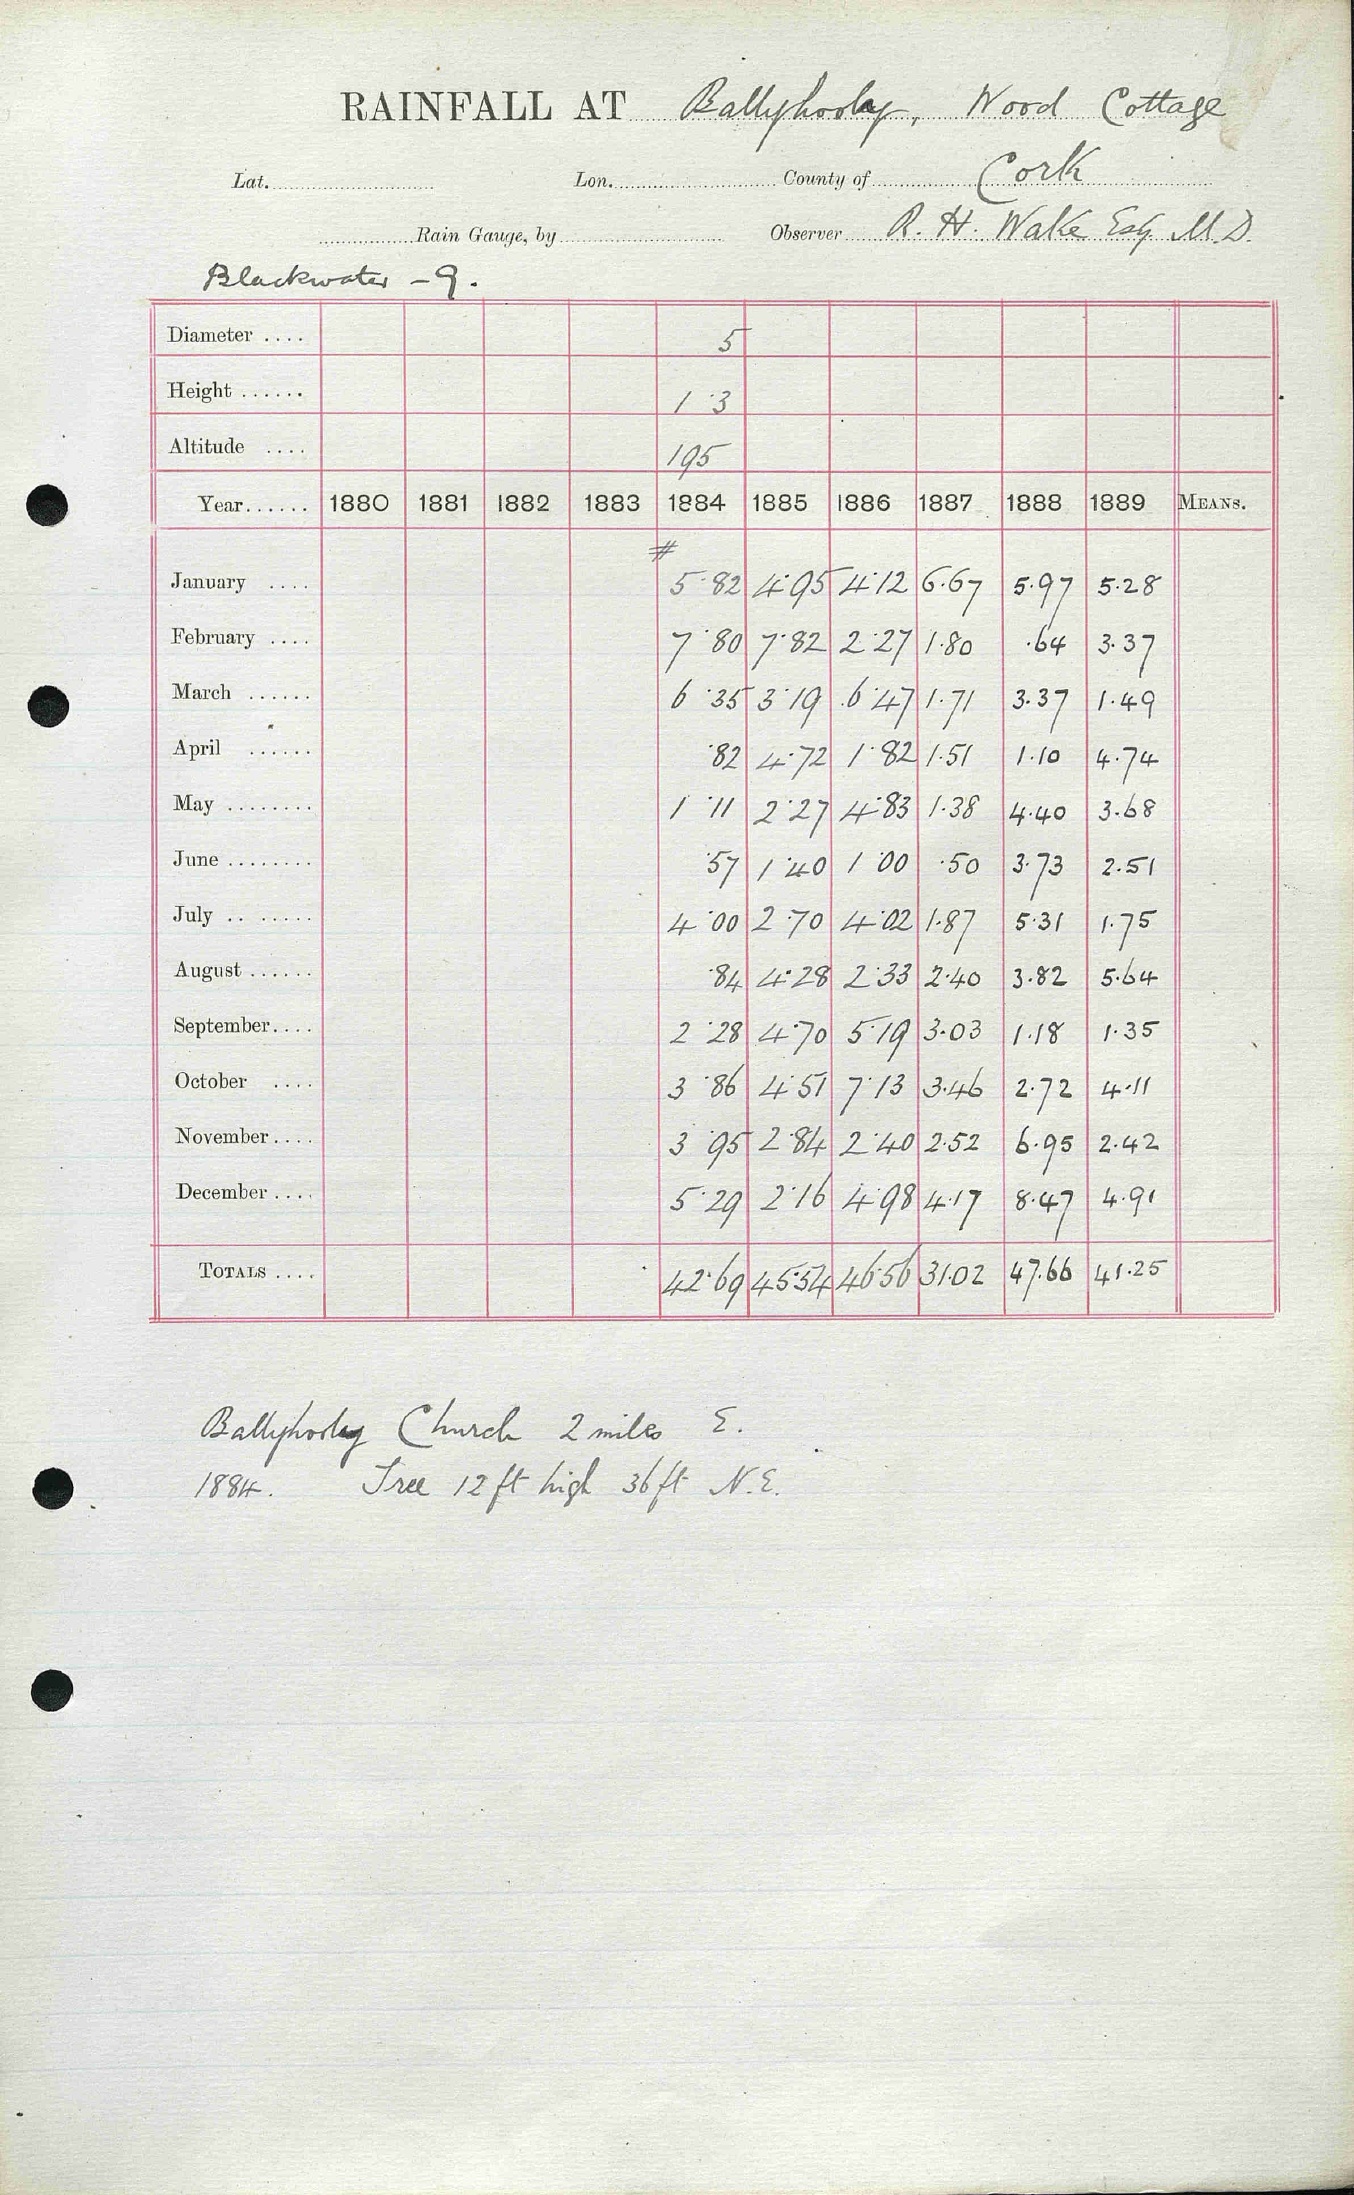 RAINFALL AT Ballyhooly, Wood Cottage
Lat. Lon. County of Cork
Rain Gauge, by Observer R. H. Wake Esq. M.D.
Blackwater - 9.
Diameter .... 5
Height ...... 1 3
Altitude .... 195
Year...... 1880 1881 1882 1883 1884 1885 1886 1887 1888 1889 MEANS.
#
January .... 5.82 4.95 4.12 6.67 5.97 5.28
February .... 7.80 7.82 2.27 1.80 .64 3.37
March ...... 6.35 3.19 6.47 1.71 3.37 1.49
April ...... .82 4.72 1.82 1.51 1.10 4.74
May ........ 1.11 2.27 4.83 1.38 4.40 3.68
June ........ .57 1.40 1.00 .50 3.73 2.51
July .. ..... 4.00 2.70 4.02 1.87 5.31 1.75
August ...... .84 4.28 2.33 2.40 3.82 5.64
September.... 2.28 4.70 5.19 3.03 1.18 1.35
October .... 3.86 4.51 7.13 3.46 2.72 4.11
November.... 3.95 2.84 2.40 2.52 6.95 2.42
December .... 5.29 2.16 4.98 4.17 8.47 4.91
TOTALS .... 42.69 45.54 46.56 31.02 47.66 41.25
Ballyhooly Church 2 miles E.
1884. Tree 12 ft high 36 ft N.E.